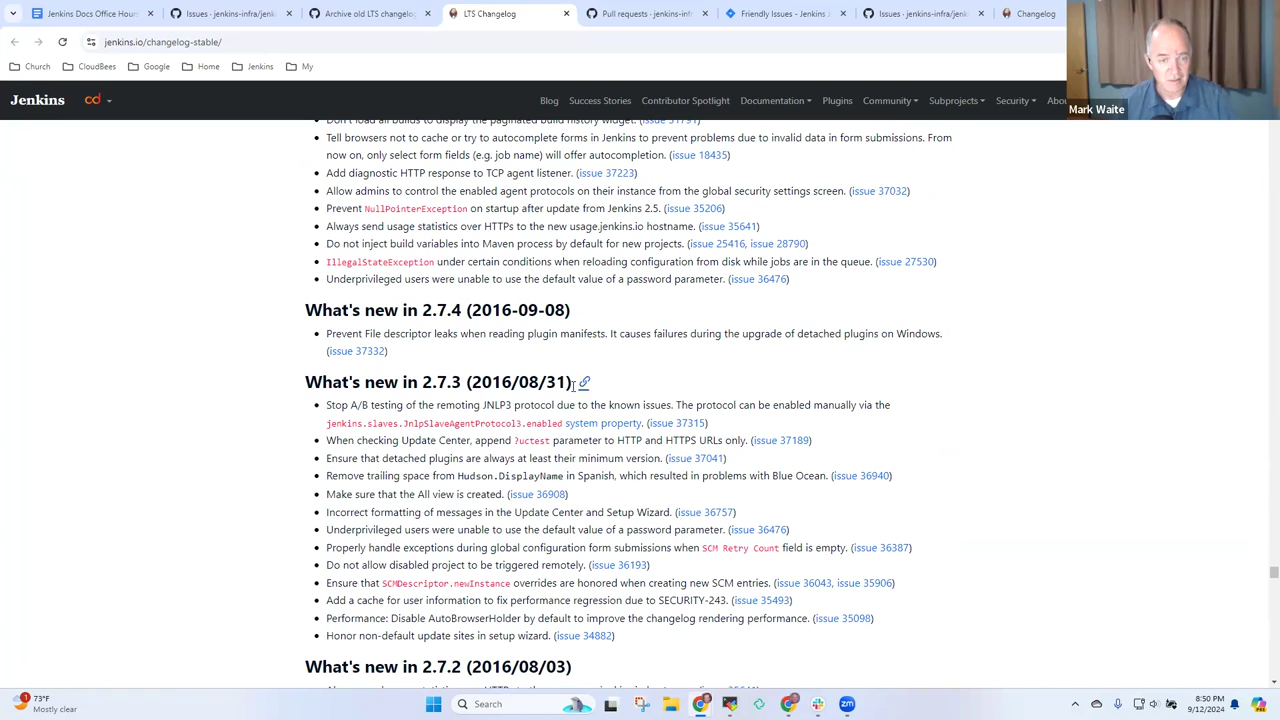 Jenkins Docs Office Hours
Issues · jenkins-infra/jenk
Archive old LTS changelog
LTS Changelog
Pull requests · jenkins-infr
Friendly Issues - Jenkins J
Issues · jenkins-infra/jenk
Changelog
jenkins.io/changelog-stable/
Church
CloudBees
Google
Home
Jenkins
My
Jenkins
cd
Blog
Success Stories
Contributor Spotlight
Documentation
Plugins
Community
Subprojects
Security
Abou
Mark Waite
Don't load all builds to display the paginated build history widget. (issue 31791)
Tell browsers not to cache or try to autocomplete forms in Jenkins to prevent problems due to invalid data in form submissions. From
now on, only select form fields (e.g. job name) will offer autocompletion. (issue 18435)
Add diagnostic HTTP response to TCP agent listener. (issue 37223)
Allow admins to control the enabled agent protocols on their instance from the global security settings screen. (issue 37032)
Prevent NullPointerException on startup after update from Jenkins 2.5. (issue 35206)
Always send usage statistics over HTTPs to the new usage.jenkins.io hostname. (issue 35641)
Do not inject build variables into Maven process by default for new projects. (issue 25416, issue 28790)
IllegalStateException under certain conditions when reloading configuration from disk while jobs are in the queue. (issue 27530)
Underprivileged users were unable to use the default value of a password parameter. (issue 36476)
What's new in 2.7.4 (2016-09-08)
Prevent File descriptor leaks when reading plugin manifests. It causes failures during the upgrade of detached plugins on Windows.
(issue 37332)
What's new in 2.7.3 (2016/08/31)
Stop A/B testing of the remoting JNLP3 protocol due to the known issues. The protocol can be enabled manually via the
jenkins.slaves.JnlpSlaveAgentProtocol3.enabled system property. (issue 37315)
When checking Update Center, append ?uctest parameter to HTTP and HTTPS URLs only. (issue 37189)
Ensure that detached plugins are always at least their minimum version. (issue 37041)
Remove trailing space from Hudson.DisplayName in Spanish, which resulted in problems with Blue Ocean. (issue 36940)
Make sure that the All view is created. (issue 36908)
Incorrect formatting of messages in the Update Center and Setup Wizard. (issue 36757)
Underprivileged users were unable to use the default value of a password parameter. (issue 36476)
Properly handle exceptions during global configuration form submissions when SCM Retry Count field is empty. (issue 36387)
Do not allow disabled project to be triggered remotely. (issue 36193)
Ensure that SCMDescriptor.newInstance overrides are honored when creating new SCM entries. (issue 36043, issue 35906)
Add a cache for user information to fix performance regression due to SECURITY-243. (issue 35493)
Performance: Disable AutoBrowserHolder by default to improve the changelog rendering performance. (issue 35098)
Honor non-default update sites in setup wizard. (issue 34882)
What's new in 2.7.2 (2016/08/03)
73°F
Mostly clear
Search
8:50 PM
9/12/2024